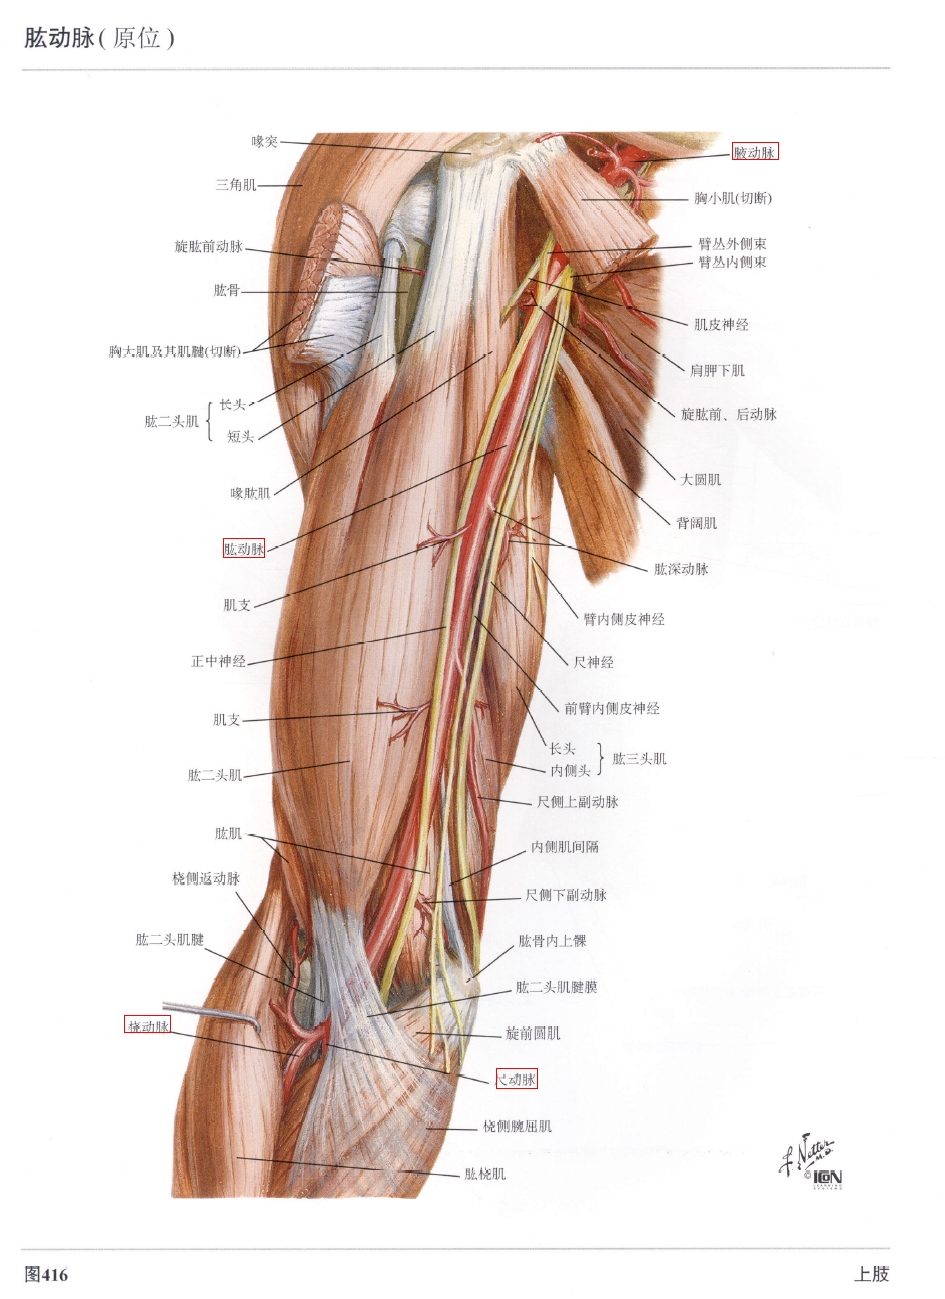 肱动脉(原位)
喙突
腋动脉
三角肌
胸小肌(切断)
旋肱前动脉
臂丛外侧束
臂丛内侧束
肱骨
肌皮神经
胸大肌及其肌腱(切断)
肩胛下肌
肱二头肌
长头
短头
旋肱前、后动脉
喙肱肌
大圆肌
背阔肌
肱动脉
肱深动脉
肌支
臂内侧皮神经
正中神经
尺神经
肌支
前臂内侧皮神经
长头
内侧头
肱三头肌
肱二头肌
尺侧上副动脉
肱肌
内侧肌间隔
桡侧返动脉
尺侧下副动脉
肱二头肌腱
肱骨内上髁
肱二头肌腱膜
桡动脉
旋前圆肌
尺动脉
桡侧腕屈肌
肱桡肌
F. Netter
M.D.
© ICON
LEARNING
SYSTEMS
图416
上肢